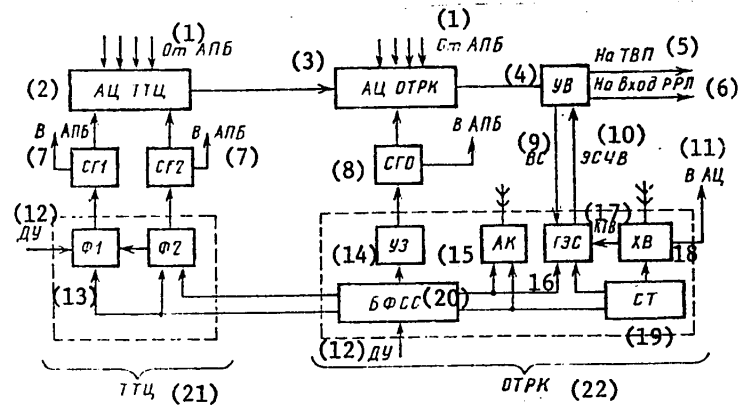 (1)
От АПБ
(1)
От АПБ
(2)
АЦ ТТЦ
(3)
АЦ ОТРК
(4)
УВ
На ТВП
(5)
На вход РРЛ
(6)
В АПБ
В АПБ
(7)
СГ1
СГ2
(7)
В АПБ
(8)
СГО
(9)
ВС
(10)
ЭСЧВ
(11)
В АЦ
(12)
ДУ
Ф1
Ф2
(13)
(14)
УЗ
(15)
АК
ГЭС
(17)
КТВ
ХВ
18
16
БФСС
(20)
СТ
(19)
(12)
ДУ
ТТЦ
(21)
ОТРК
(22)